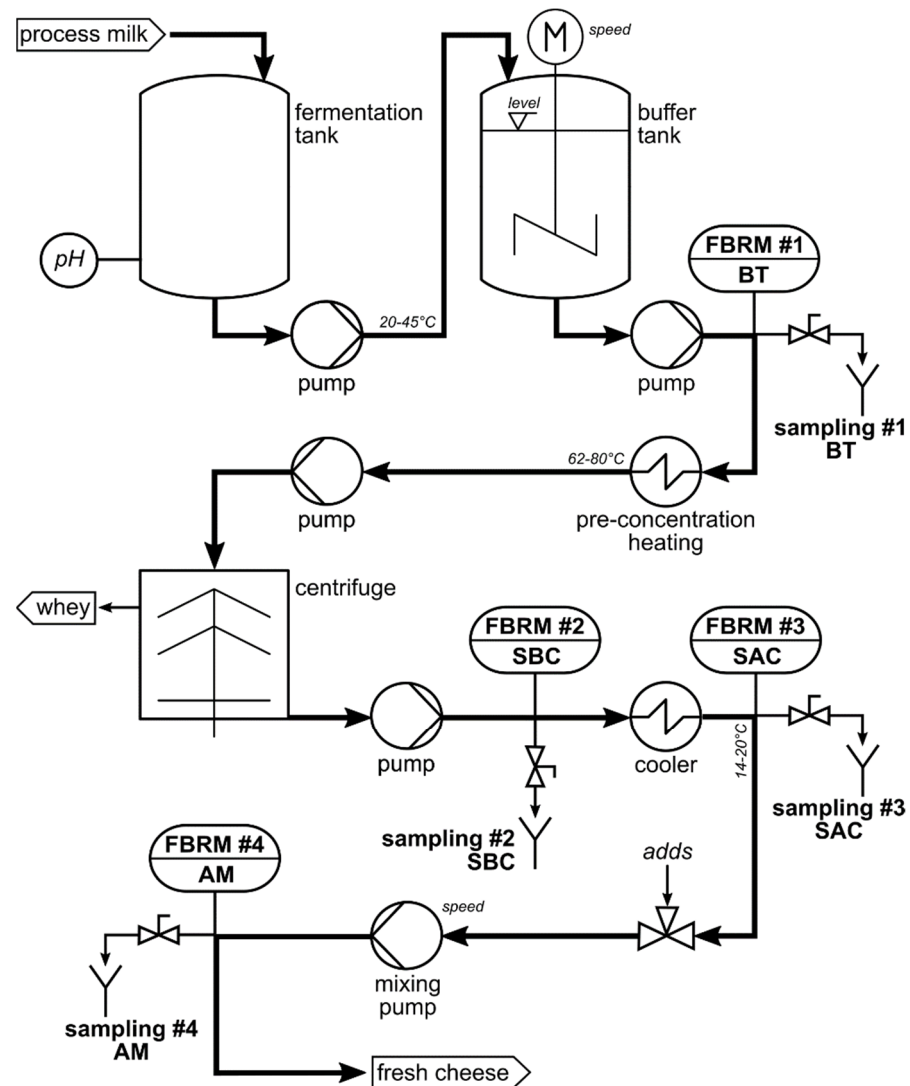 process milk
fermentation
tank
pH
pump
20-45°C
M
speed
level
buffer
tank
pump
FBRM #1
BT
sampling #1
BT
pre-concentration
heating
62-80°C
pump
centrifuge
whey
pump
FBRM #2
SBC
sampling #2
SBC
cooler
FBRM #3
SAC
14-20°C
sampling #3
SAC
adds
speed
mixing
pump
FBRM #4
AM
sampling #4
AM
fresh cheese